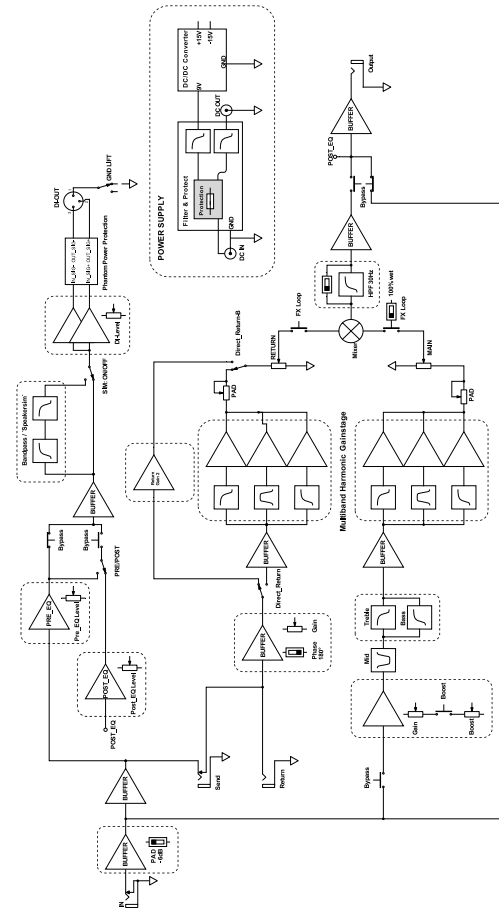 POWER SUPPLY
DC/DC Converter
+15V
-15V
9V
GND
Filter & Protect
Protection
GND
DC OUT
DC IN
IN
BUFFER
PAD
-6dB
BUFFER
Send
Return
POST_EQ
POST_EQ
Post_EQ Level
PRE_EQ
Pre_EQ Level
PRE/POST
Bypass
Bypass
BUFFER
Bandpass / 'Speakersim'
SIM: ON/OFF
DI-Level
Phantom Power Protection
DI-OUT
GND LIFT
BUFFER
Phase
180°
Gain
Direct_Return
Return
Gain 2
Direct_Return-B
BUFFER
Multiband Harmonic Gainstage
PAD
RETURN
FX Loop
Bypass
Gain
Boost
Boost
Mid
Treble
Bass
BUFFER
PAD
MAIN
FX Loop
100% wet
Mixer
HPF 30Hz
BUFFER
Bypass
POST_EQ
BUFFER
Output